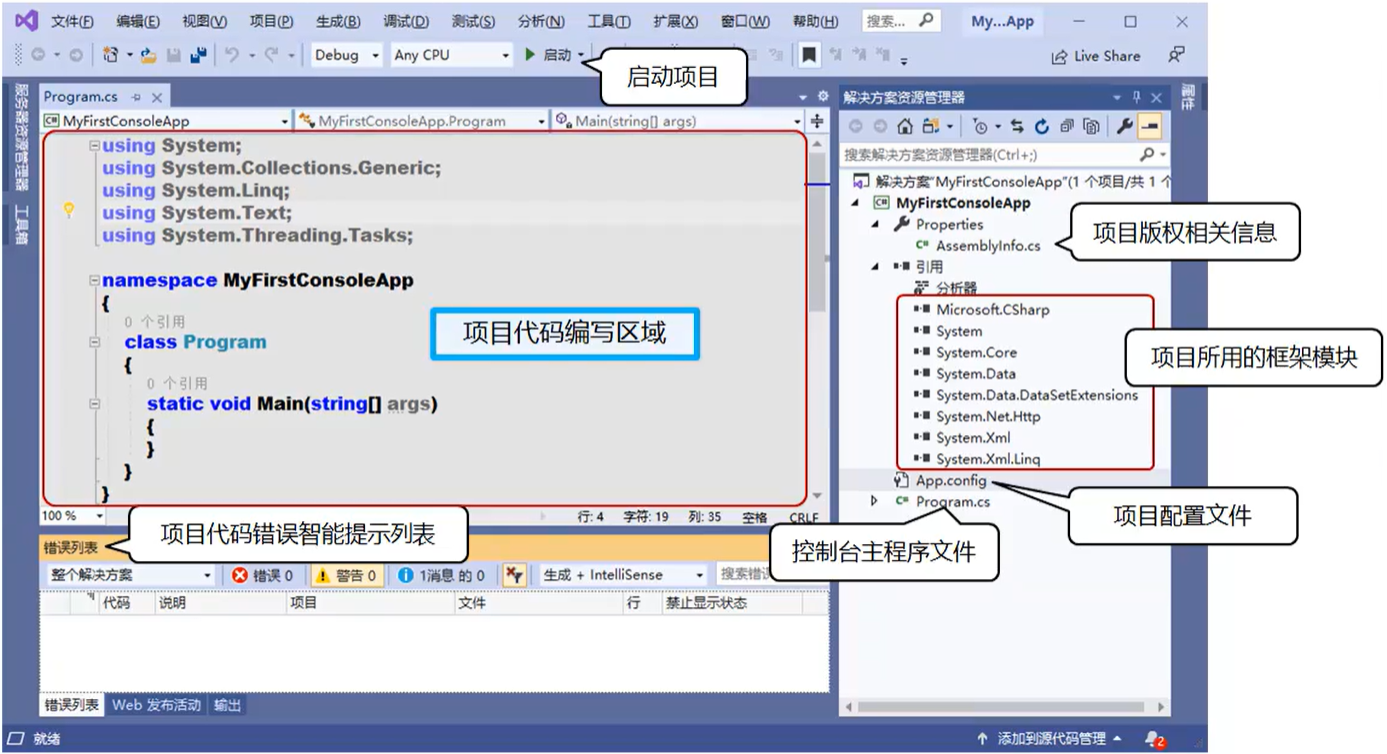 文件(F) 编辑(E) 视图(V) 项目(P) 生成(B) 调试(D) 测试(S) 分析(N) 工具(T) 扩展(X) 窗口(W) 帮助(H) 搜索... My...App
Debug Any CPU 启动 Live Share
启动项目
服务器资源管理器
工具箱
Program.cs
MyFirstConsoleApp MyFirstConsoleApp.Program Main(string[] args)
using System;
using System.Collections.Generic;
using System.Linq;
using System.Text;
using System.Threading.Tasks;
namespace MyFirstConsoleApp
{
0 个引用
class Program
{
0 个引用
static void Main(string[] args)
{
}
}
}
项目代码编写区域
100 % 行: 4 字符: 19 列: 35 空格 CRLF
项目代码错误智能提示列表
错误列表
整个解决方案 错误 0 警告 0 1消息 的 0 生成 + IntelliSense 搜索错误
代码 说明 项目 文件 行 禁止显示状态
错误列表 Web 发布活动 输出
解决方案资源管理器
属性
搜索解决方案资源管理器(Ctrl+;)
解决方案"MyFirstConsoleApp"(1 个项目/共 1 个
MyFirstConsoleApp
Properties
AssemblyInfo.cs
项目版权相关信息
引用
分析器
Microsoft.CSharp
System
System.Core
System.Data
System.Data.DataSetExtensions
System.Net.Http
System.Xml
System.Xml.Linq
项目所用的框架模块
App.config
Program.cs
项目配置文件
控制台主程序文件
就绪 添加到源代码管理 2